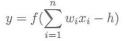 y = f(∑_{i=1}^{n} w_i x_i − h)